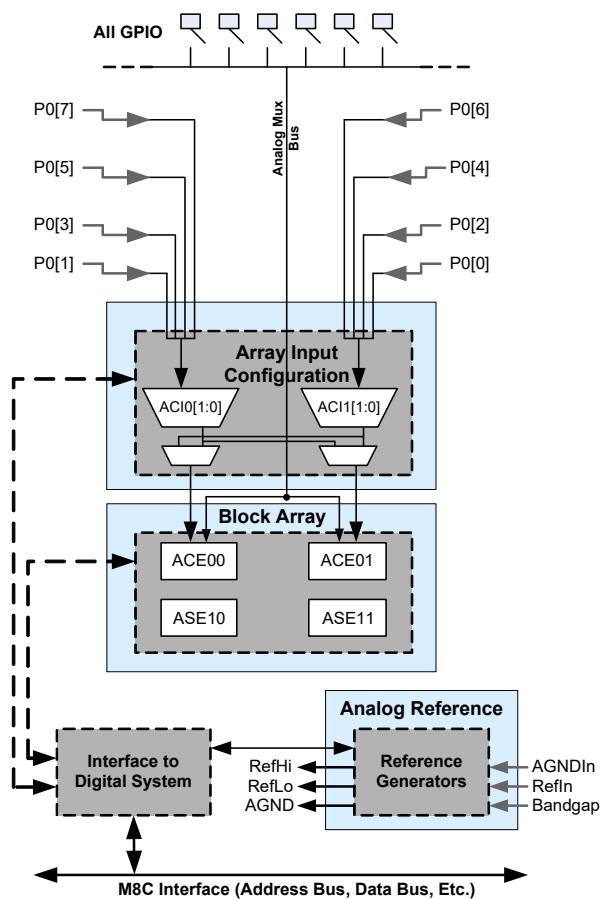 All GPIO
Analog Mux
Bus
P0[7]
P0[6]
P0[5]
P0[4]
P0[3]
P0[2]
P0[1]
P0[0]
Array Input
Configuration
ACI0[1:0]
ACI1[1:0]
Block Array
ACE00
ACE01
ASE10
ASE11
Analog Reference
Interface to
Digital System
Reference
Generators
RefHi
RefLo
AGND
AGNDIn
RefIn
Bandgap
M8C Interface (Address Bus, Data Bus, Etc.)